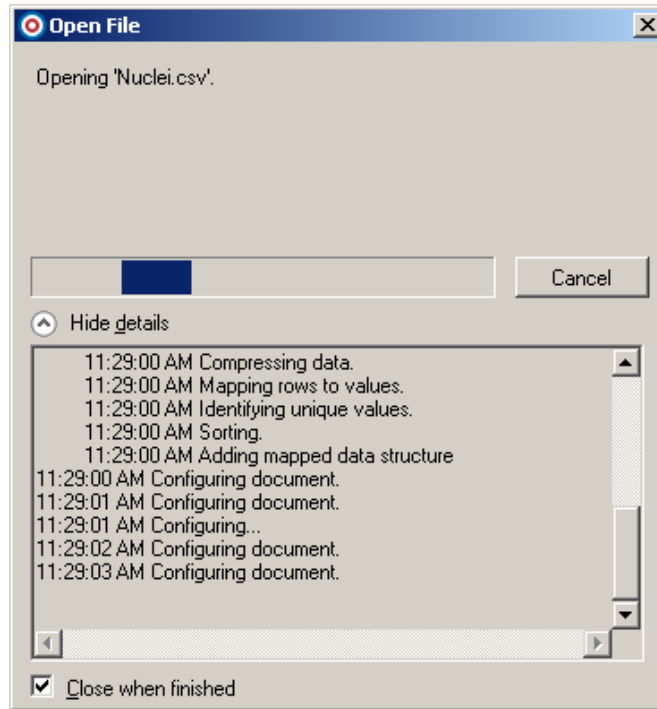 Open File
Opening 'Nuclei.csv'.
Cancel
Hide details
11:29:00 AM Compressing data.
11:29:00 AM Mapping rows to values.
11:29:00 AM Identifying unique values.
11:29:00 AM Sorting.
11:29:00 AM Adding mapped data structure
11:29:00 AM Configuring document.
11:29:01 AM Configuring document.
11:29:01 AM Configuring...
11:29:02 AM Configuring document.
11:29:03 AM Configuring document.
Close when finished